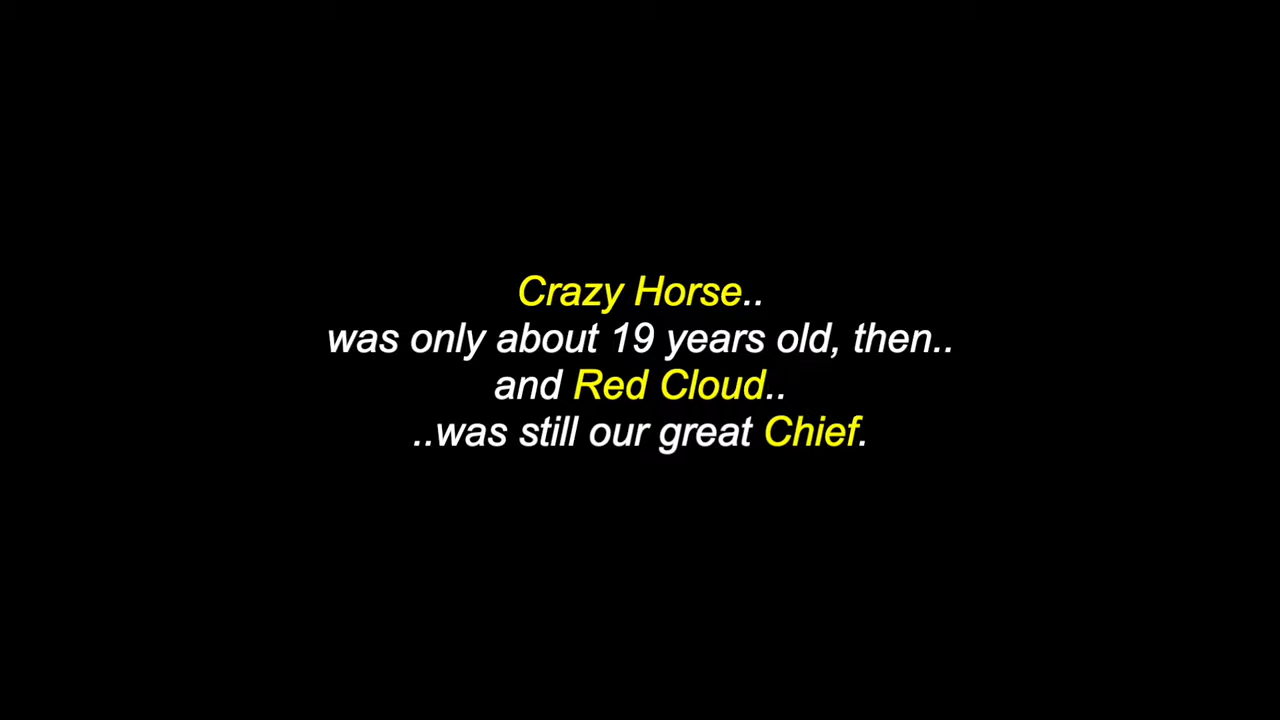 Crazy Horse..
was only about 19 years old, then..
and Red Cloud..
..was still our great Chief.